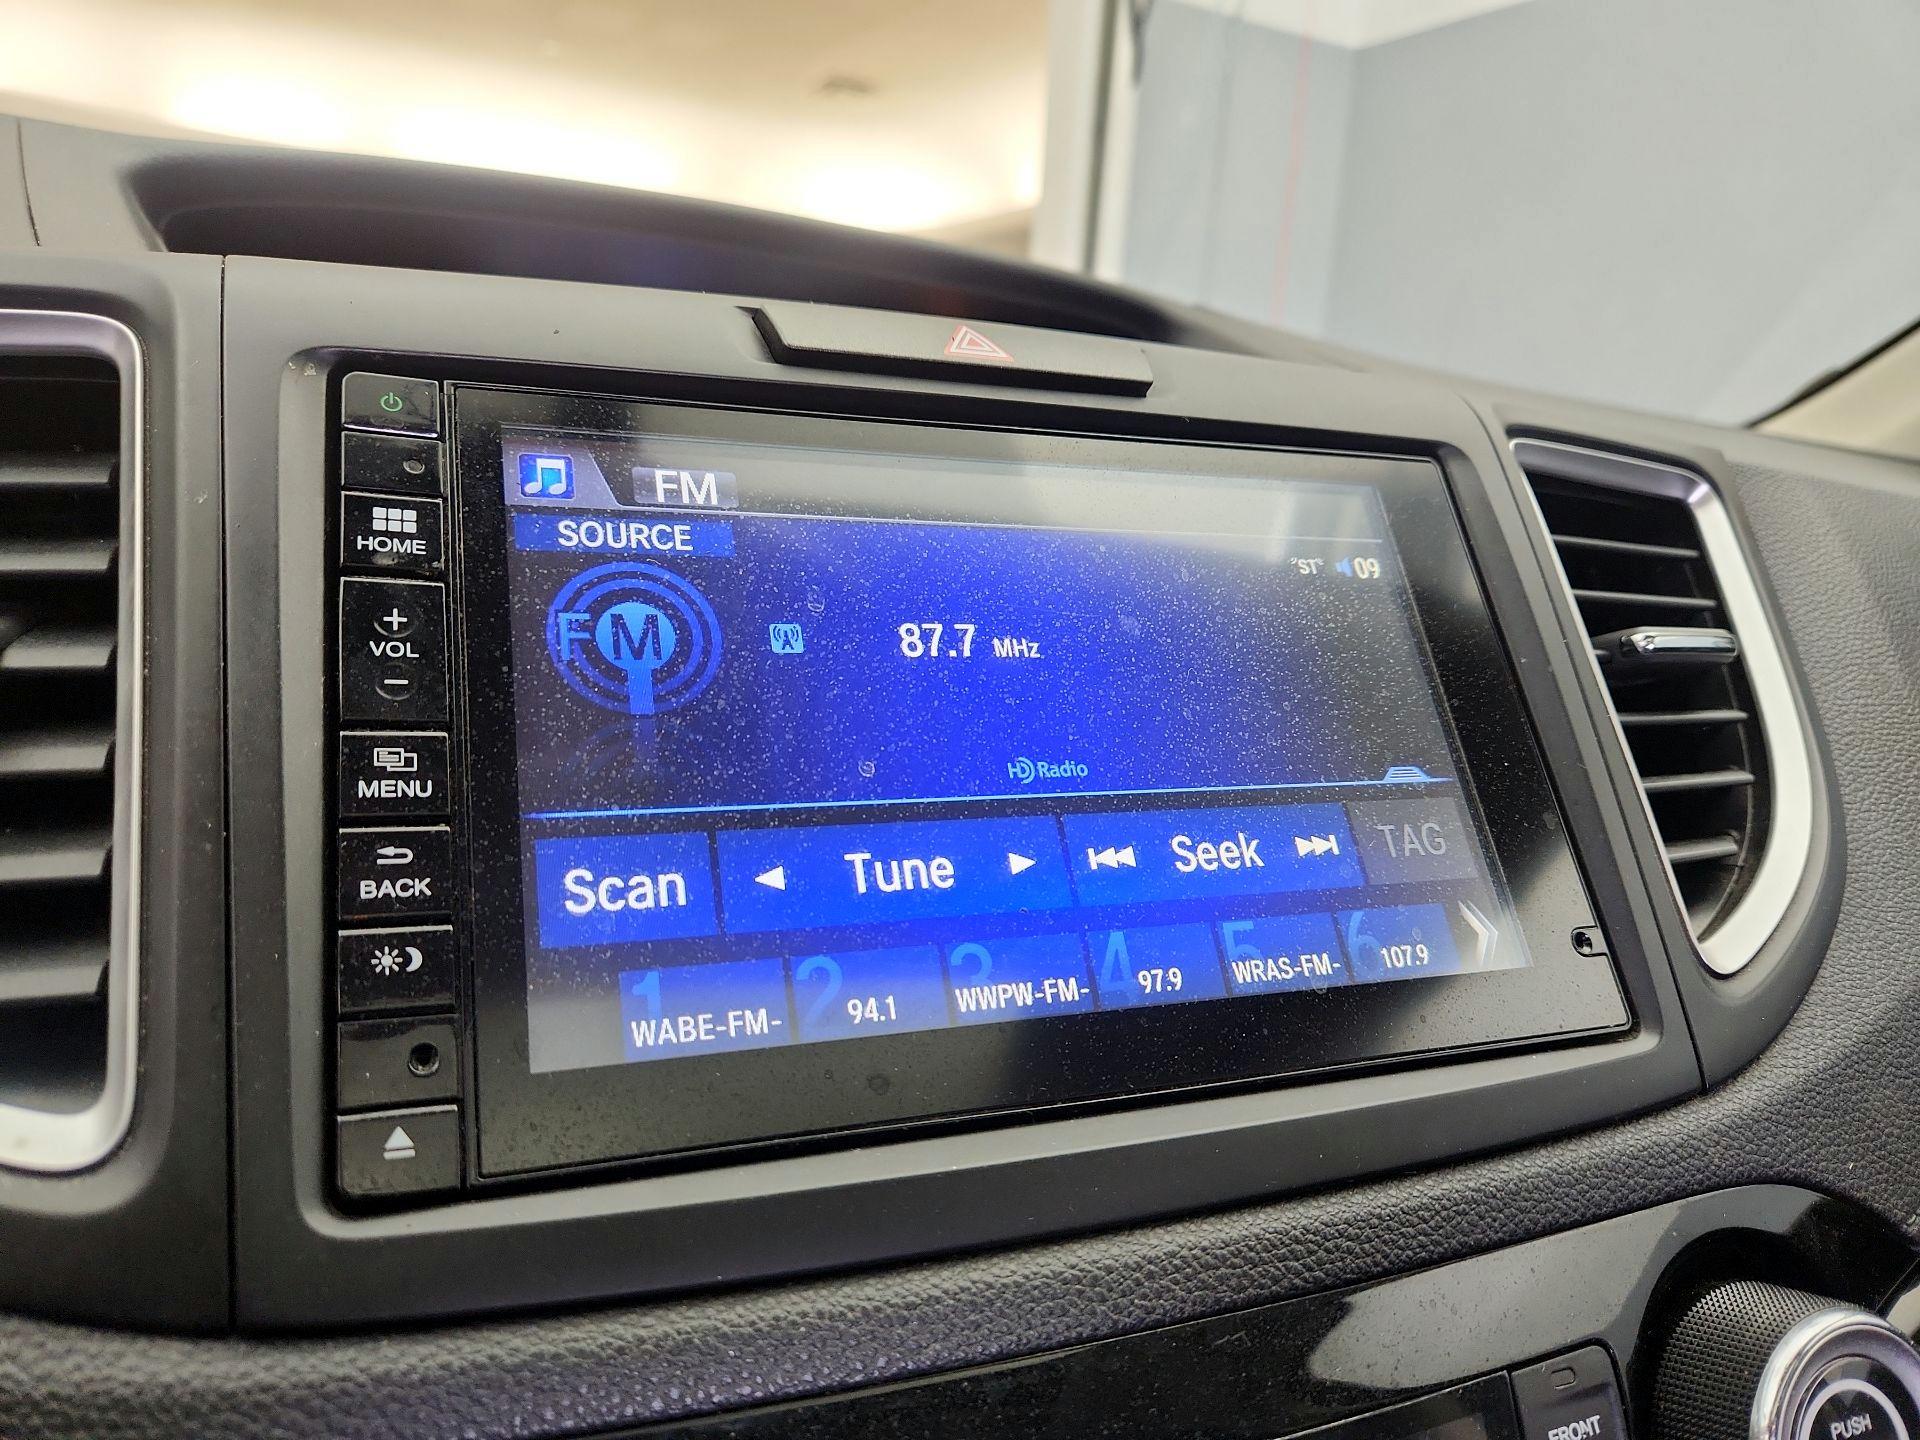 FM
SOURCE
"ST" 09
FM
87.7 MHz
HD Radio
Scan Tune Seek TAG
1 WABE-FM-
2 94.1
3 WWPW-FM-
4 97.9
5 WRAS-FM-
6 107.9
HOME
+
VOL
−
MENU
BACK
FRONT
PUSH